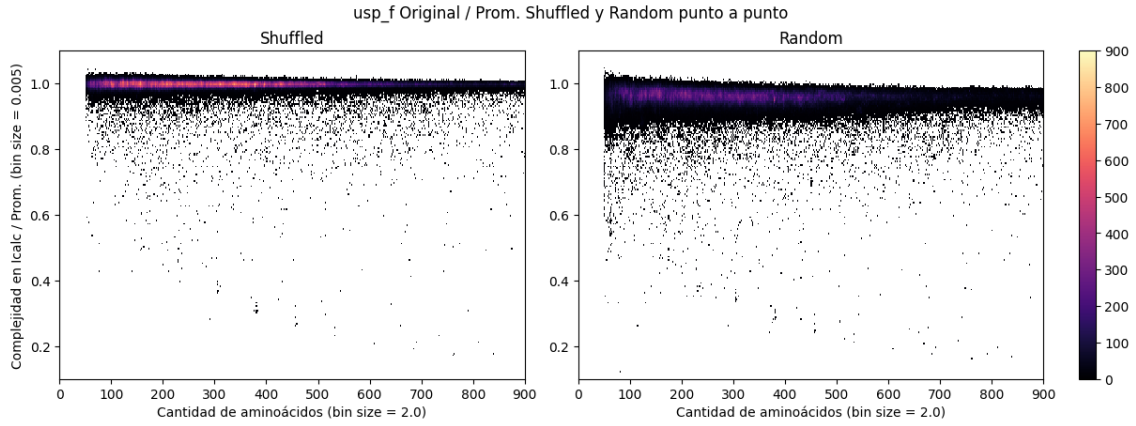 usp_f Original / Prom. Shuffled y Random punto a punto
Shuffled
Random
Complejidad en Icalc / Prom. (bin size = 0.005)
1.0
0.8
0.6
0.4
0.2
0 100 200 300 400 500 600 700 800 900
Cantidad de aminoácidos (bin size = 2.0)
1.0
0.8
0.6
0.4
0.2
0 100 200 300 400 500 600 700 800 900
Cantidad de aminoácidos (bin size = 2.0)
900
800
700
600
500
400
300
200
100
0